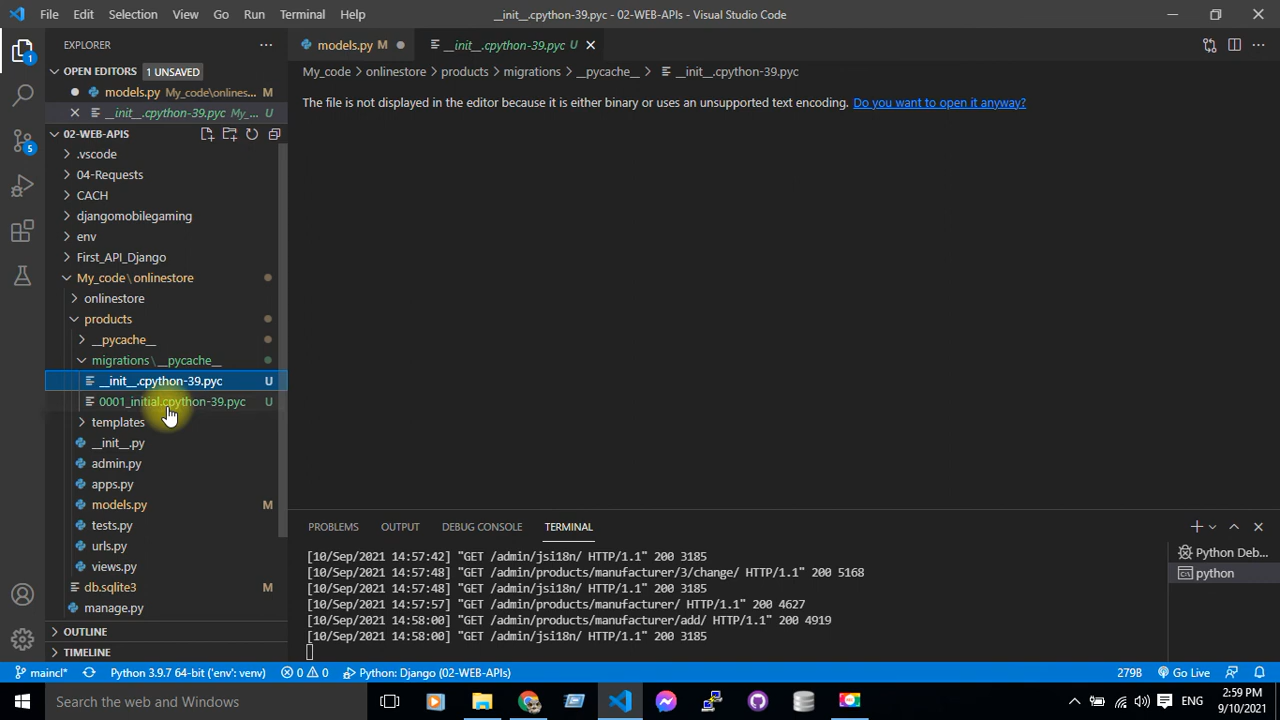 File Edit Selection View Go Run Terminal Help
__init__.cpython-39.pyc - 02-WEB-APIs - Visual Studio Code
EXPLORER
OPEN EDITORS 1 UNSAVED
models.py My_code\onlines... M
__init__.cpython-39.pyc My_... U
02-WEB-APIS
.vscode
04-Requests
CACH
djangomobilegaming
env
First_API_Django
My_code\onlinestore
onlinestore
products
__pycache__
migrations\__pycache__
__init__.cpython-39.pyc U
0001_initial.cpython-39.pyc U
templates
__init__.py
admin.py
apps.py
models.py M
tests.py
urls.py
views.py
db.sqlite3 M
manage.py
OUTLINE
TIMELINE
models.py M
__init__.cpython-39.pyc U
My_code > onlinestore > products > migrations > __pycache__ > __init__.cpython-39.pyc
The file is not displayed in the editor because it is either binary or uses an unsupported text encoding. Do you want to open it anyway?
PROBLEMS OUTPUT DEBUG CONSOLE TERMINAL
[10/Sep/2021 14:57:42] "GET /admin/jsi18n/ HTTP/1.1" 200 3185
[10/Sep/2021 14:57:48] "GET /admin/products/manufacturer/3/change/ HTTP/1.1" 200 5168
[10/Sep/2021 14:57:48] "GET /admin/jsi18n/ HTTP/1.1" 200 3185
[10/Sep/2021 14:57:57] "GET /admin/products/manufacturer/ HTTP/1.1" 200 4627
[10/Sep/2021 14:58:00] "GET /admin/products/manufacturer/add/ HTTP/1.1" 200 4919
[10/Sep/2021 14:58:00] "GET /admin/jsi18n/ HTTP/1.1" 200 3185
Python Deb...
python
1
5
maincl* Python 3.9.7 64-bit ('env': venv) 0 0 Python: Django (02-WEB-APIs) 279B Go Live
Search the web and Windows
ENG
2:59 PM
9/10/2021